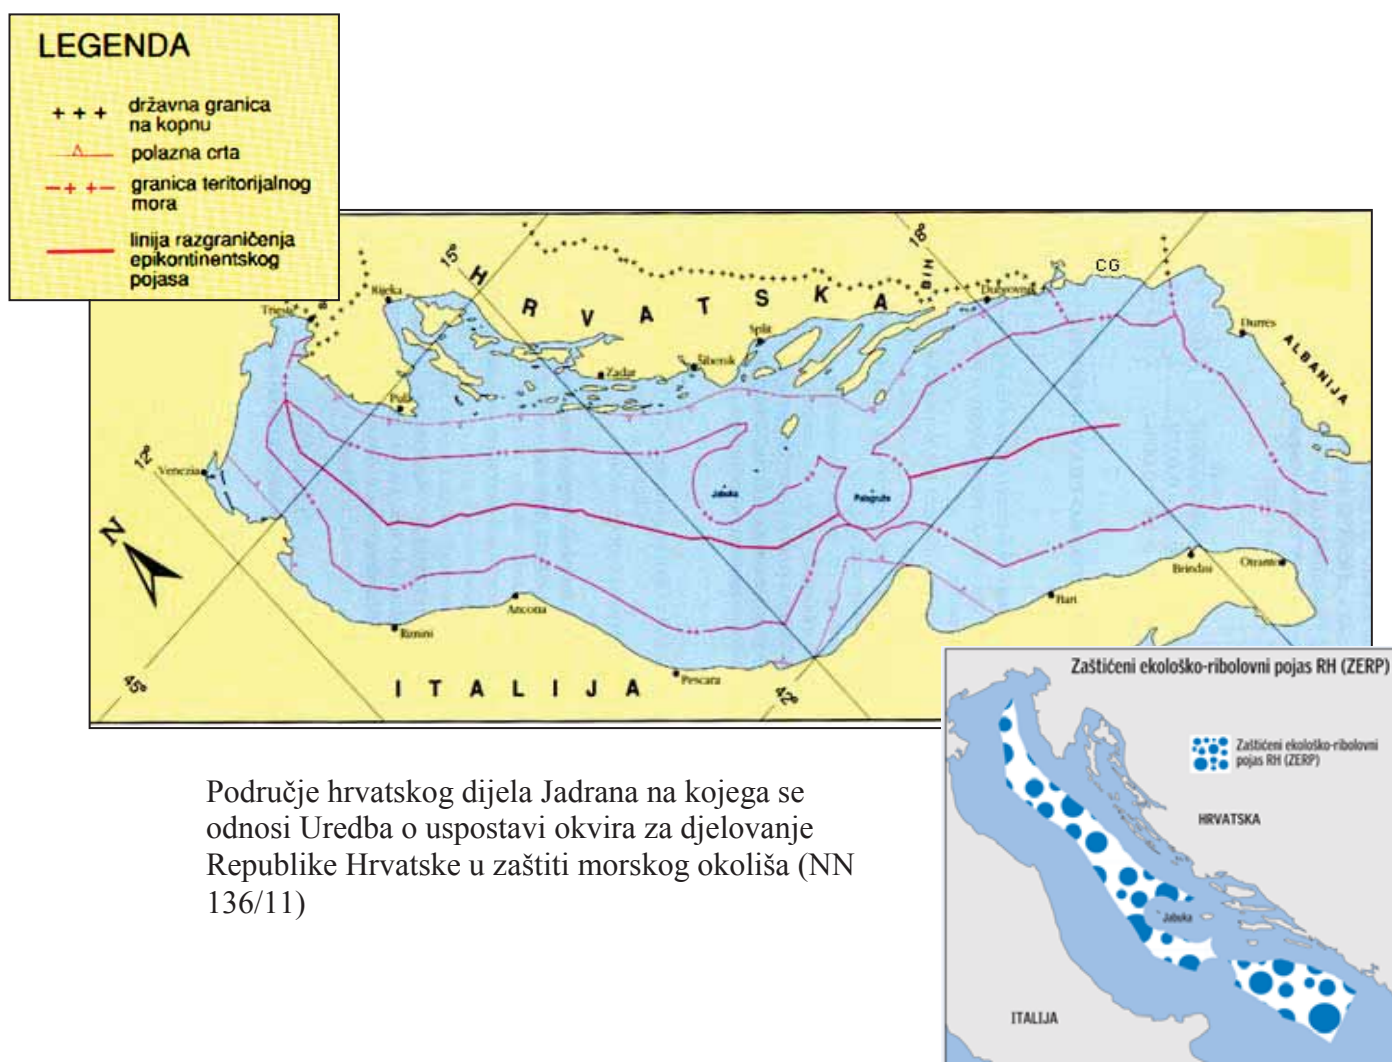 LEGENDA
državna granica
na kopnu
polazna crta
granica teritorijalnog
mora
linija razgraničenja
epikontinentskog
pojasa
15°
18°
HRVATSKA
BIH
CG
Trieste
Rijeka
Pula
Zadar
Šibenik
Split
Dubrovnik
Durres
ALBANIJA
12°
Venezia
Jabuka
Palagruža
N
Brindisi
Otranto
Bari
Ancona
Rimini
Pescara
ITALIJA
45°
42°
Zaštićeni ekološko-ribolovni pojas RH (ZERP)
Zaštićeni ekološko-ribolovni
pojas RH (ZERP)
HRVATSKA
Jabuka
ITALIJA
Područje hrvatskog dijela Jadrana na kojega se
odnosi Uredba o uspostavi okvira za djelovanje
Republike Hrvatske u zaštiti morskog okoliša (NN
136/11)